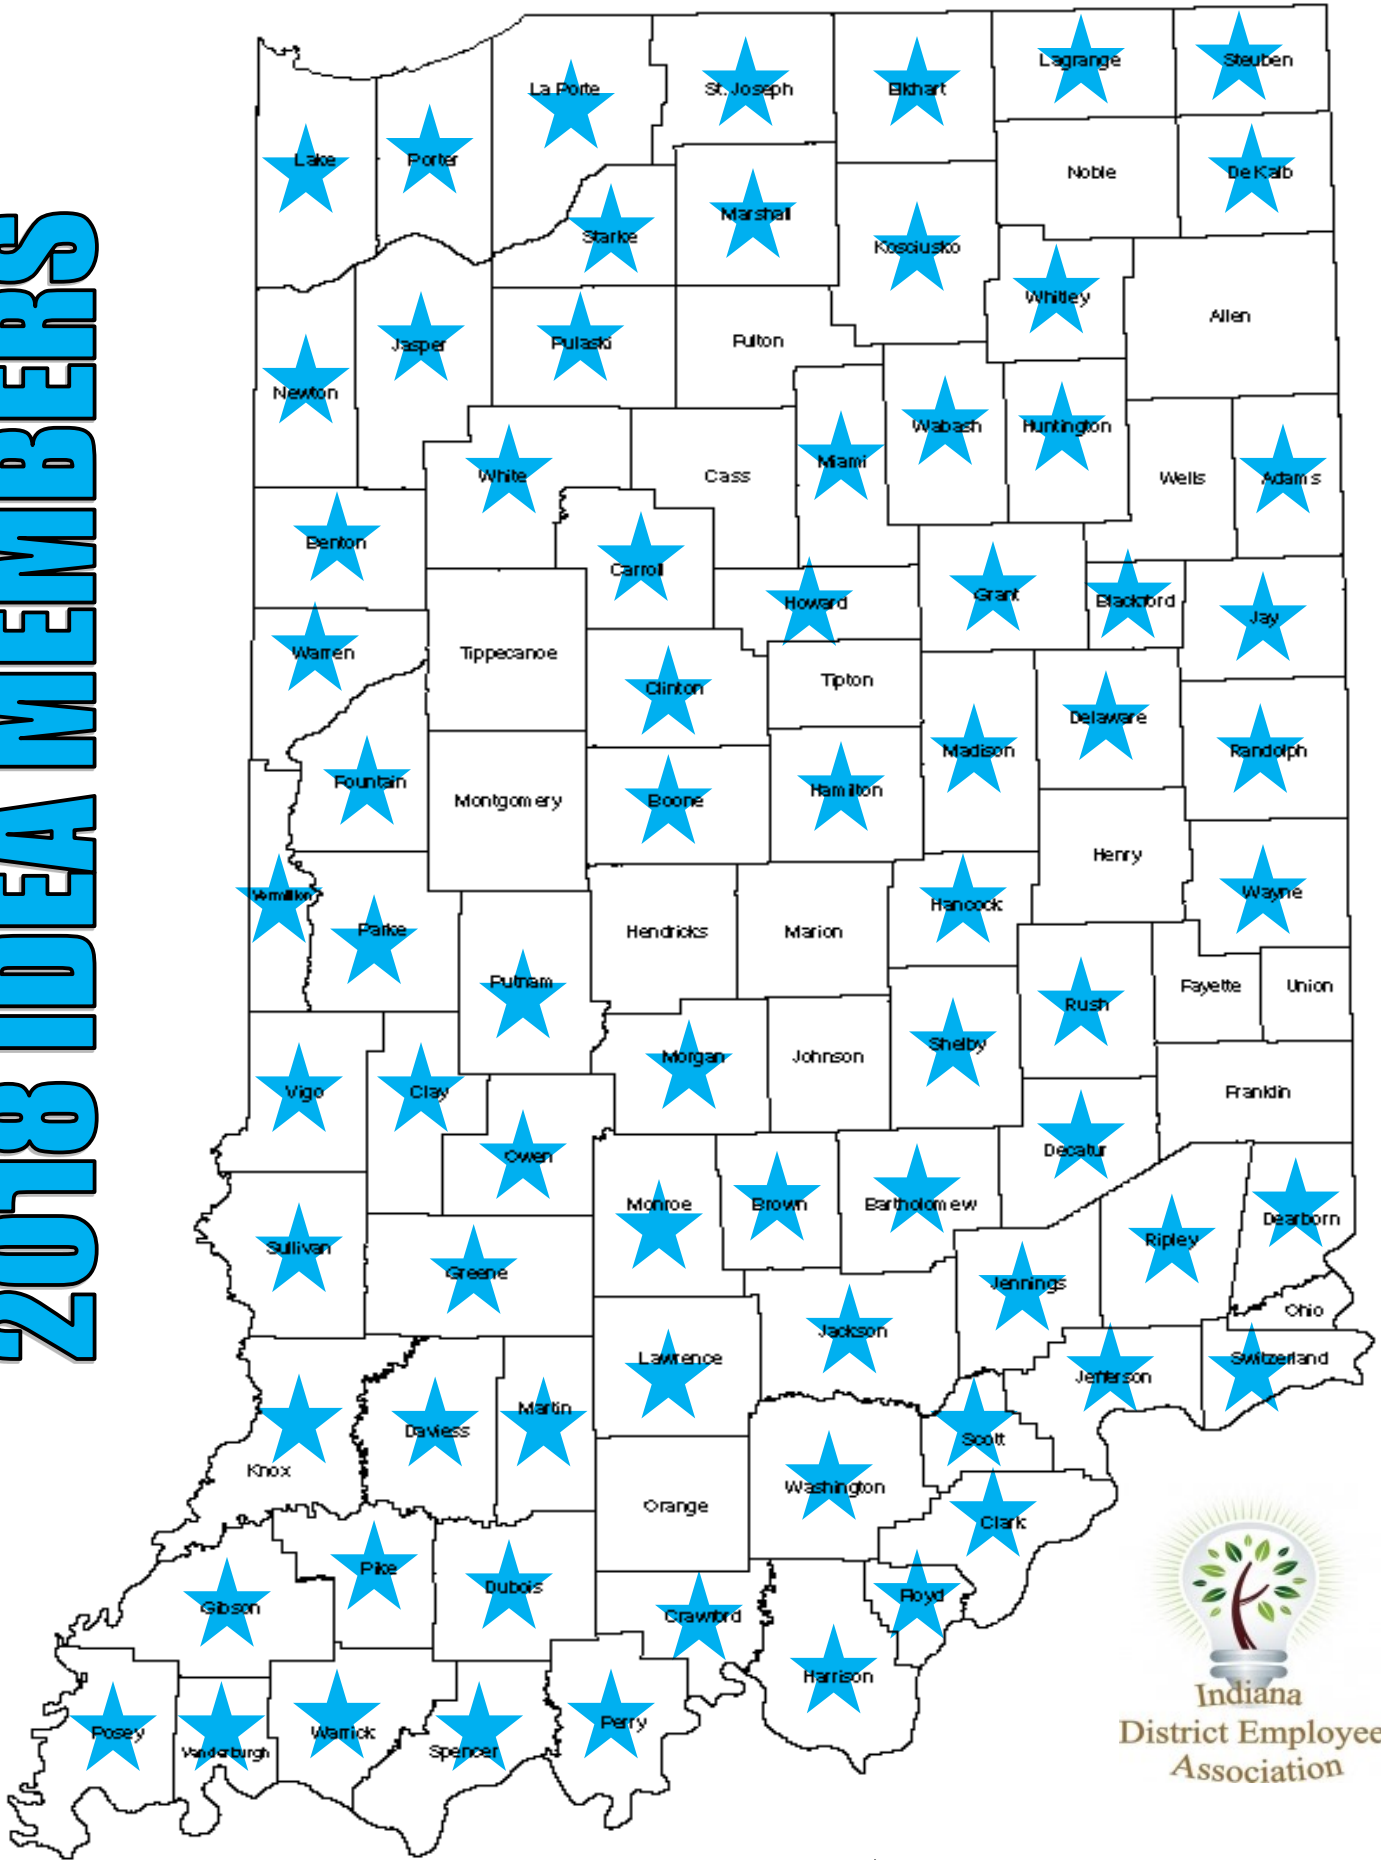 2018 IDEA MEMBERS
Lagrange
Steuben
La Porte
St. Joseph
Elkhart
Lake
Porter
Noble
De Kalb
Marshall
Starke
Kosciusko
Whitley
Allen
Jasper
Pulaski
Fulton
Newton
Wabash
Huntington
White
Cass
Miami
Wells
Adams
Benton
Carroll
Howard
Grant
Blackford
Jay
Warren
Tippecanoe
Clinton
Tipton
Delaware
Madison
Randolph
Fountain
Montgomery
Boone
Hamilton
Henry
Vermillion
Parke
Hendricks
Marion
Hancock
Wayne
Putnam
Rush
Fayette
Union
Morgan
Johnson
Shelby
Vigo
Clay
Franklin
Owen
Decatur
Monroe
Brown
Bartholomew
Dearborn
Sullivan
Greene
Ripley
Jennings
Ohio
Jackson
Lawrence
Jefferson
Switzerland
Martin
Daviess
Scott
Knox
Washington
Orange
Clark
Pike
Dubois
Floyd
Gibson
Crawford
Harrison
Posey
Vanderburgh
Warrick
Spencer
Perry
Indiana
District Employee
Association